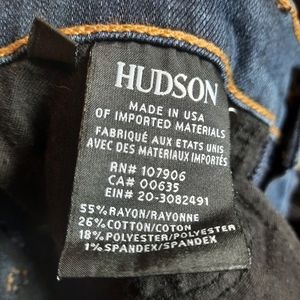 HUDSON
MADE IN USA
OF IMPORTED MATERIALS
FABRIQUÉ AUX ETATS UNIS
AVEC DES MATERIAUX IMPORTÉS
RN# 107906
CA# 00635
EIN 20-3082491
55% RAYON/RAYONNE
26% COTTON/COTON
18% POLYESTER/POLYESTER
1% SPANDEX/SPANDEX